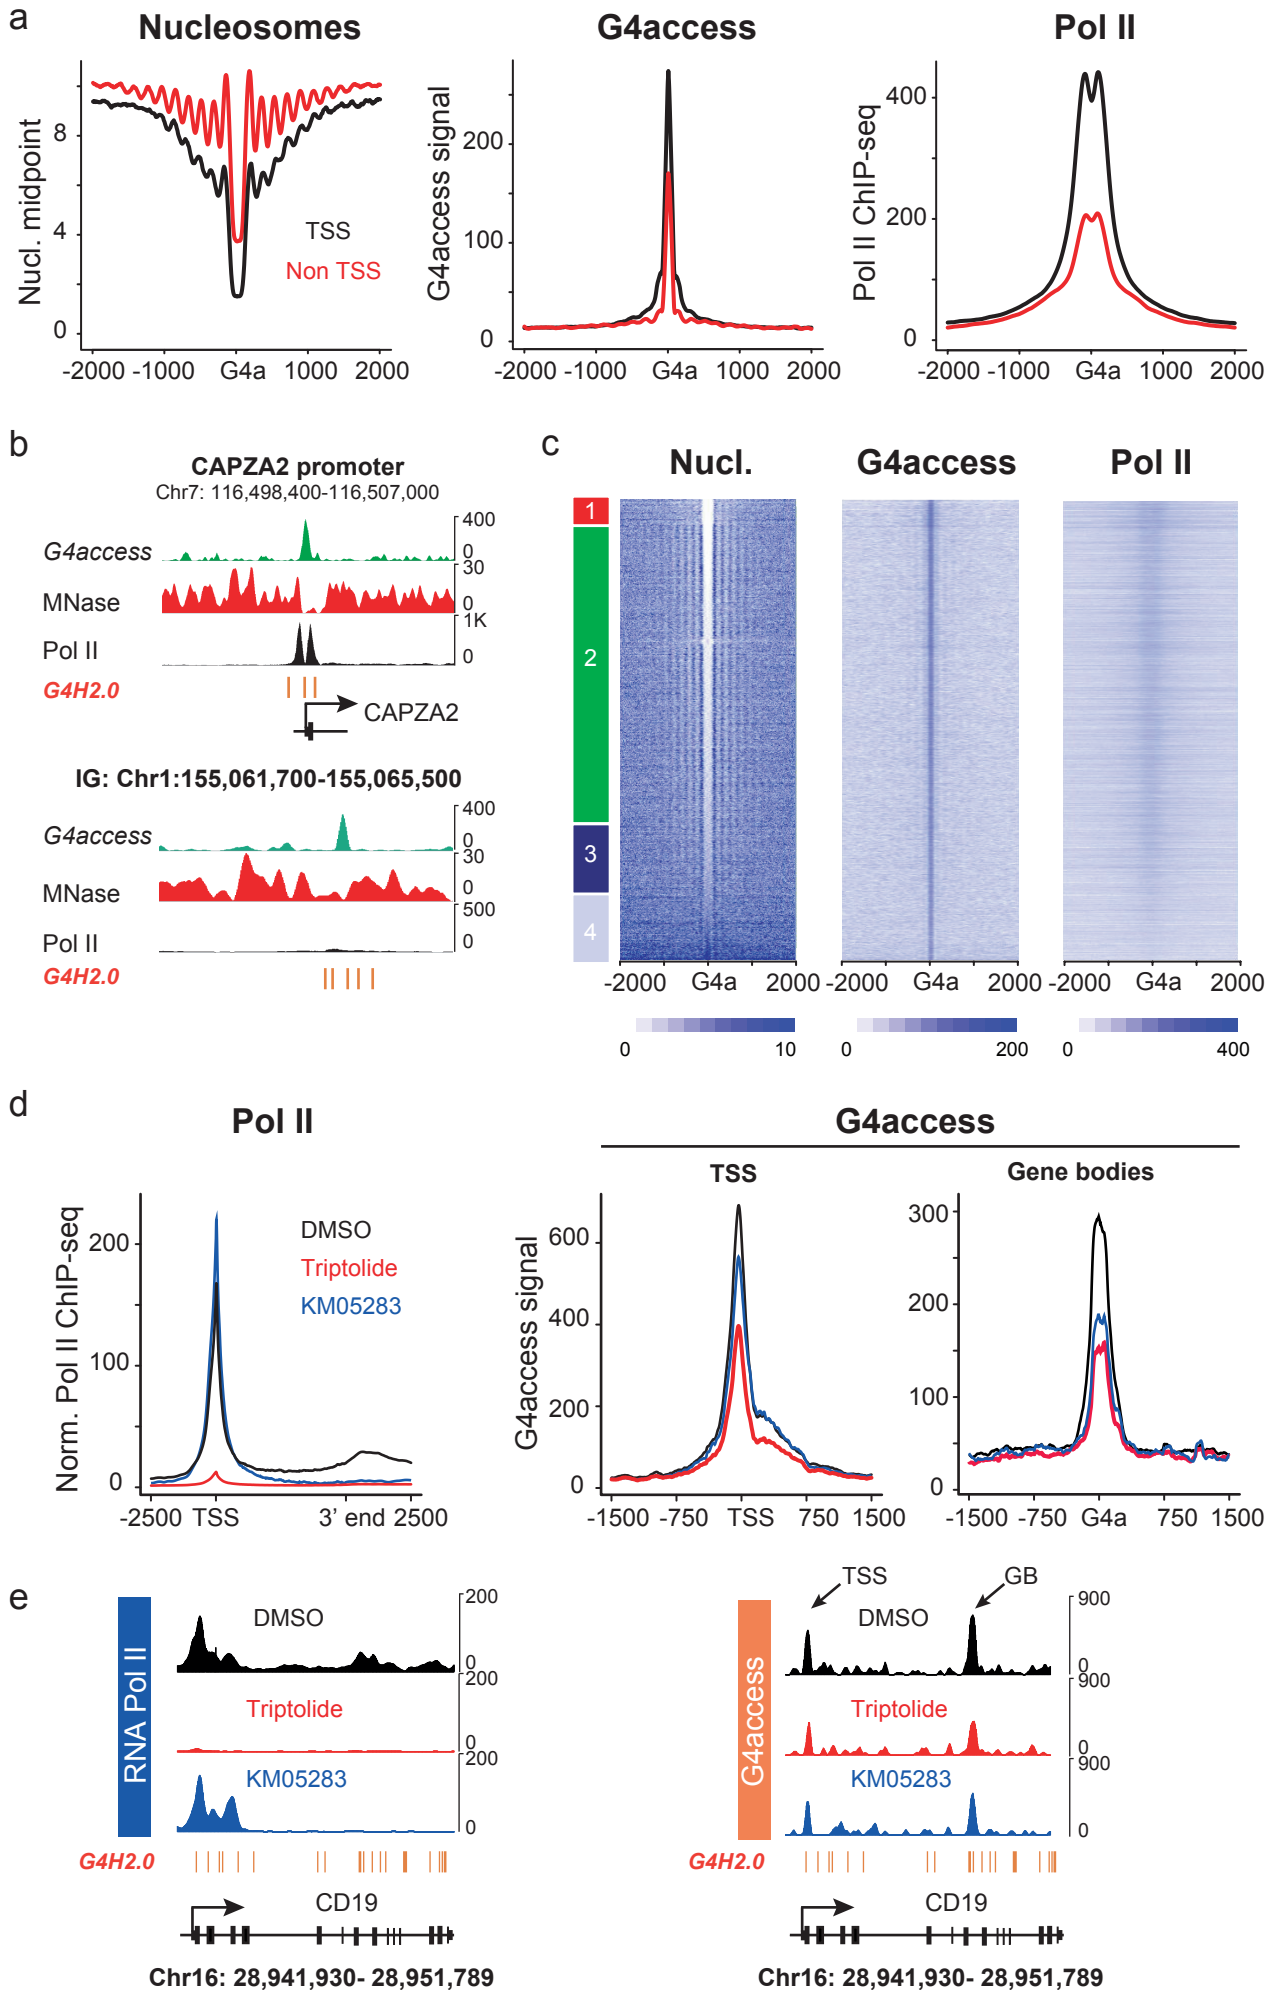 a
Nucleosomes
G4access
Pol II
Nucl. midpoint
8
4
0
TSS
Non TSS
-2000 -1000 G4a 1000 2000
G4access signal
200
100
0
-2000 -1000 G4a 1000 2000
Pol II ChIP-seq
400
200
0
-2000 -1000 G4a 1000 2000
b
CAPZA2 promoter
Chr7: 116,498,400-116,507,000
G4access
400
0
MNase
30
0
Pol II
1K
0
G4H2.0
CAPZA2
IG: Chr1:155,061,700-155,065,500
G4access
400
0
MNase
30
0
Pol II
500
0
G4H2.0
c
Nucl.
G4access
Pol II
1
2
3
4
-2000 G4a 2000
-2000 G4a 2000
-2000 G4a 2000
0 10
0 200
0 400
d
Pol II
G4access
TSS
Gene bodies
Norm. Pol II ChIP-seq
200
100
0
DMSO
Triptolide
KM05283
-2500 TSS 3' end 2500
G4access signal
600
400
200
0
-1500 -750 TSS 750 1500
300
200
100
0
-1500 -750 G4a 750 1500
e
RNA Pol II
DMSO
200
0
Triptolide
200
0
KM05283
200
0
G4H2.0
CD19
Chr16: 28,941,930- 28,951,789
G4access
TSS
GB
DMSO
900
0
Triptolide
900
0
KM05283
900
0
G4H2.0
CD19
Chr16: 28,941,930- 28,951,789